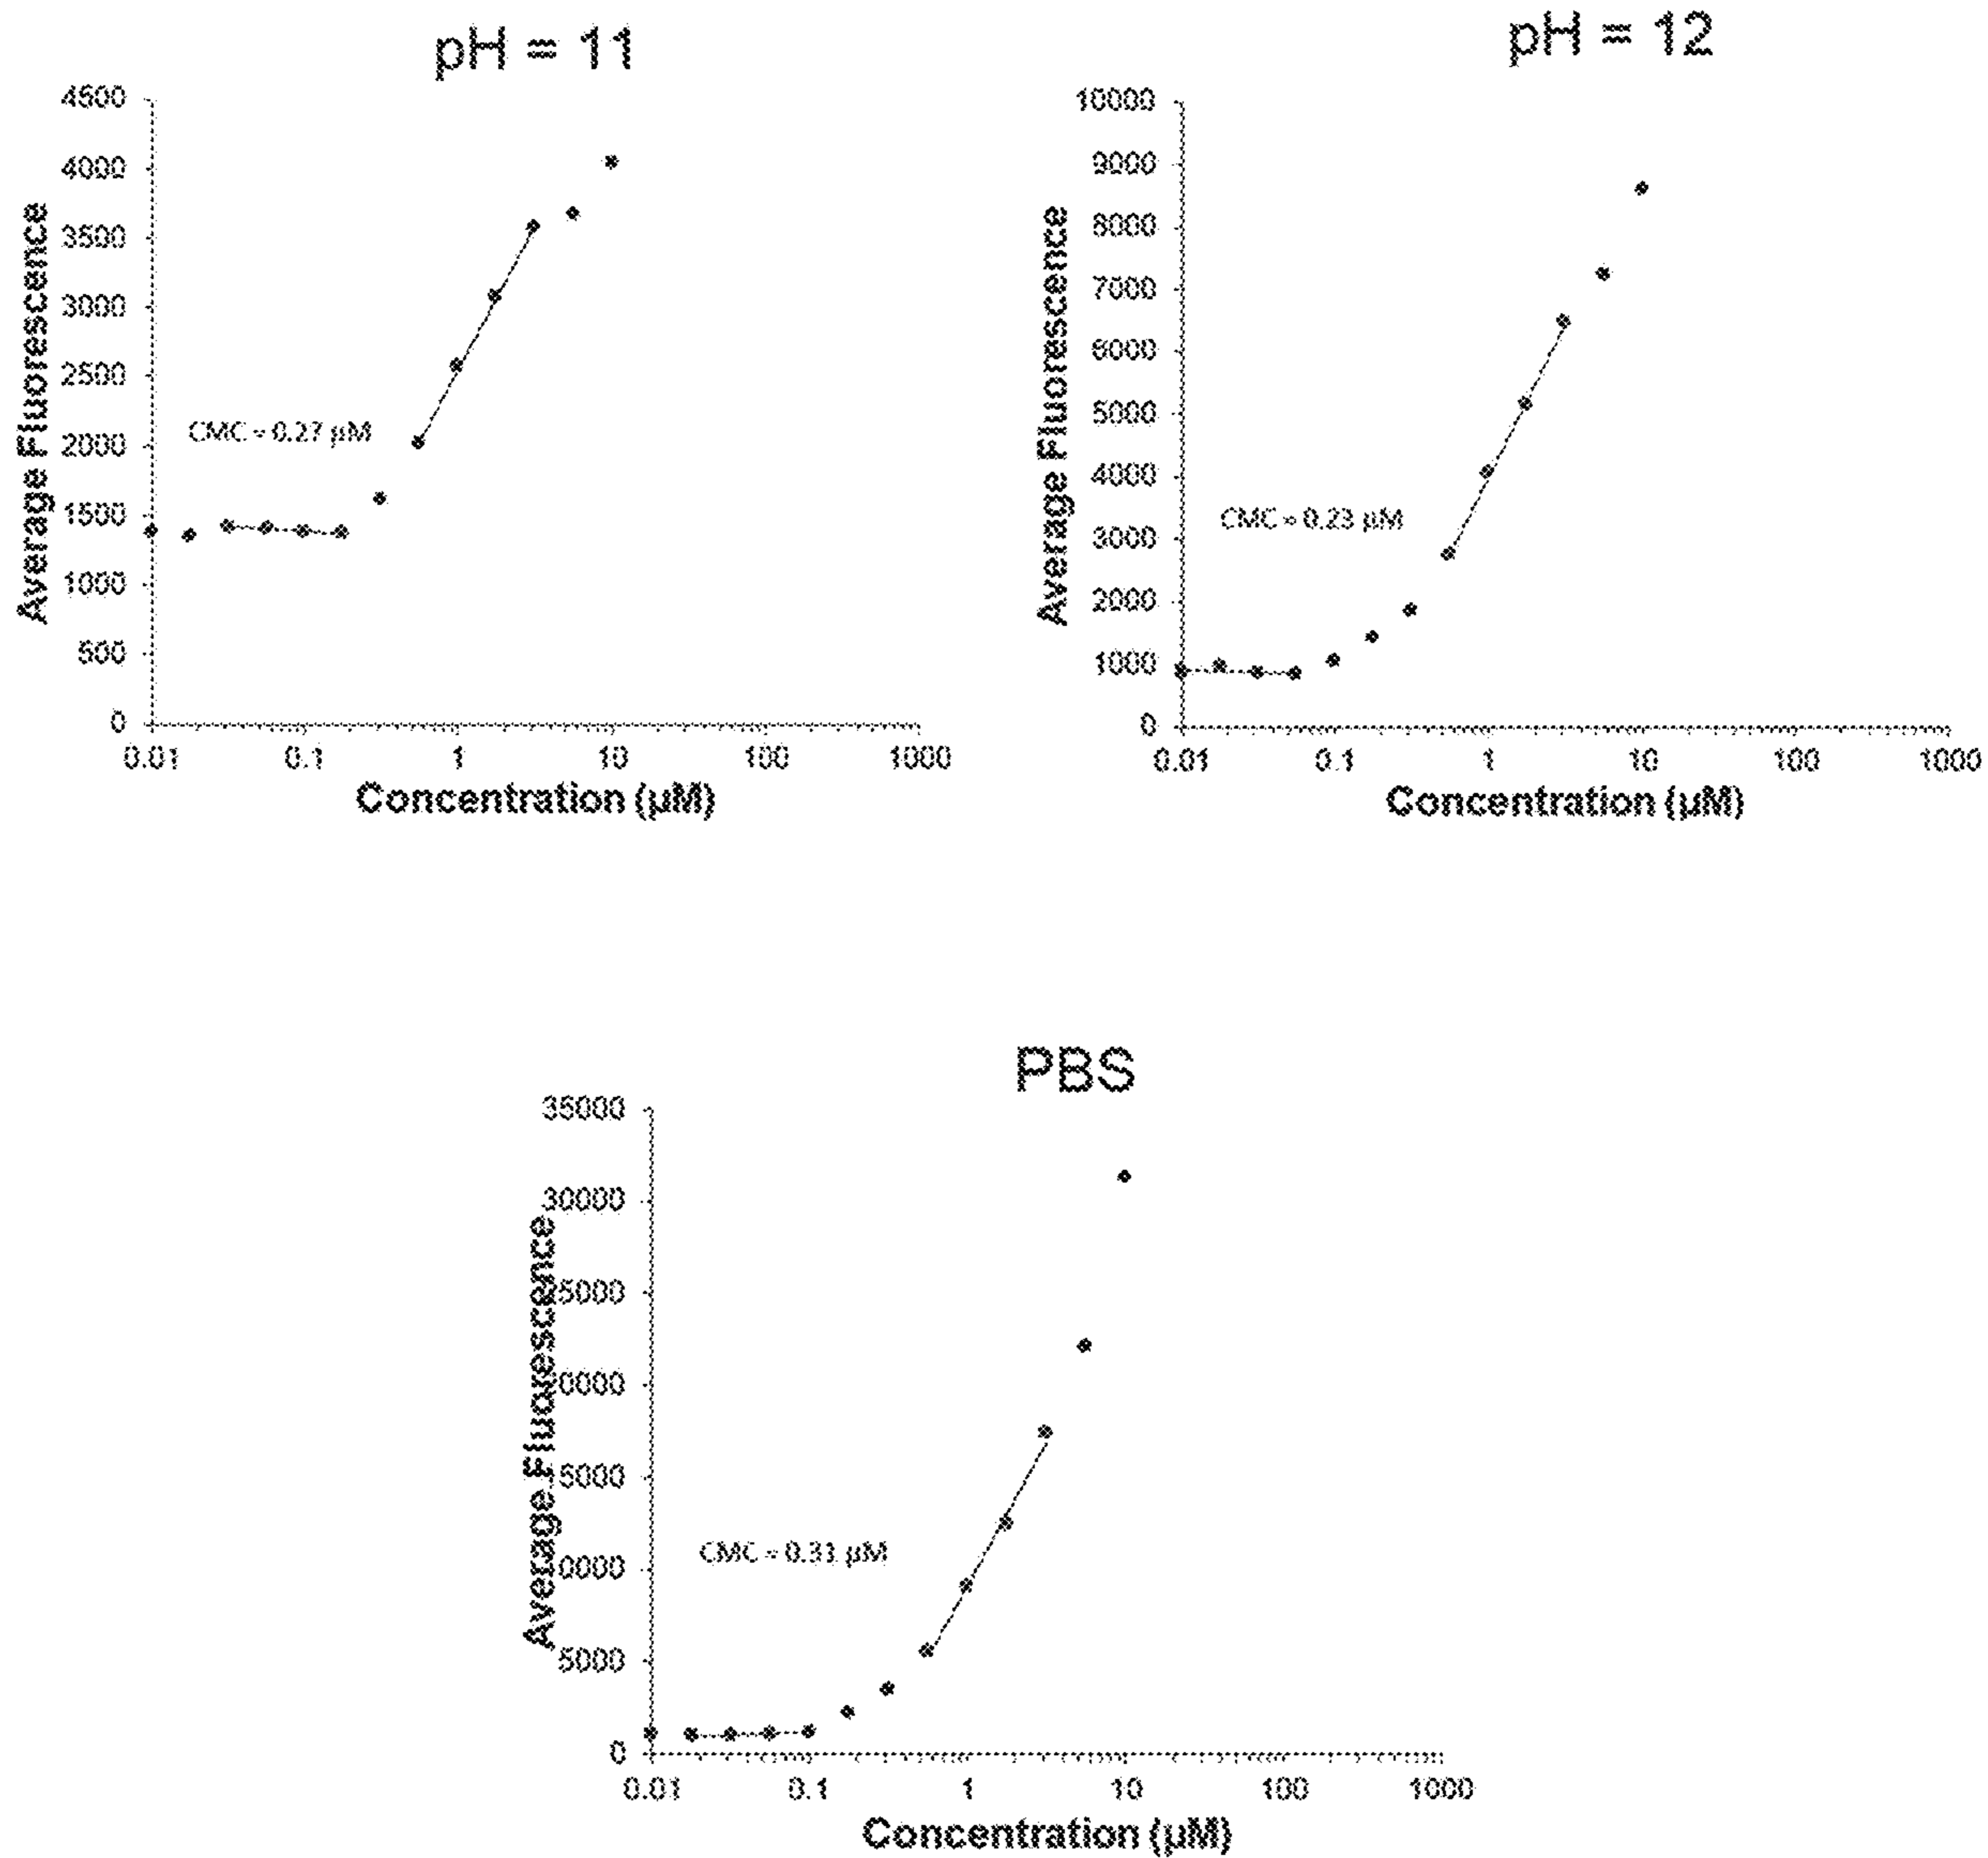 pH = 11
4500
4000
3500
3000
2500
2000
1500
1000
500
0
Average Fluorescence
CMC = 0.27 µM
0.01 0.1 1 10 100 1000
Concentration (µM)
pH = 12
10000
9000
8000
7000
6000
5000
4000
3000
2000
1000
0
Average Fluorescence
CMC = 0.23 µM
0.01 0.1 1 10 100 1000
Concentration (µM)
PBS
35000
30000
5000
0000
5000
0000
5000
0
Average Fluorescence
CMC = 0.31 µM
0.01 0.1 1 10 100 1000
Concentration (µM)